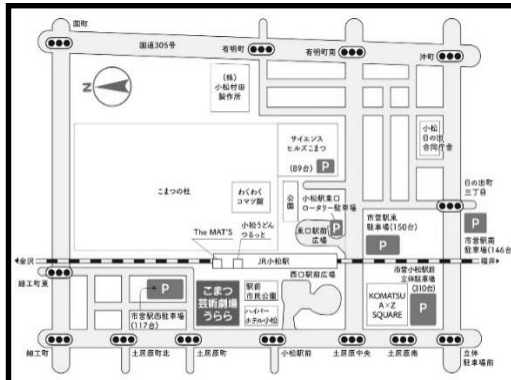 園町
国道305号
有明町
有明町南
沖町
N
(株)
小松村田
製作所
サイエンス
ヒルズこまつ
(89台)
P
小松
日の出
合同庁舎
こまつの杜
わくわく
コマツ館
公園
小松駅東口
ロータリー駐車場
P
日の出町
三丁目
The MAT'S
小松うどん
つるっと
東口駅前
広場
市営駅東
駐車場(150台)
P
P
市営駅南
駐車場(146台)
金沢
JR小松駅
福井
細工町東
P
市営駅西駐車場
(117台)
こまつ
芸術劇場
うらら
駅前
市民公園
ハイパー
ホテル小松
西口駅前広場
市営小松駅前
立体駐車場
(310台)
KOMATSU
A×Z
SQUARE
P
細工町
土居原町北
土居原町
小松駅前
土居原中央
土居原南
立体
駐車場前